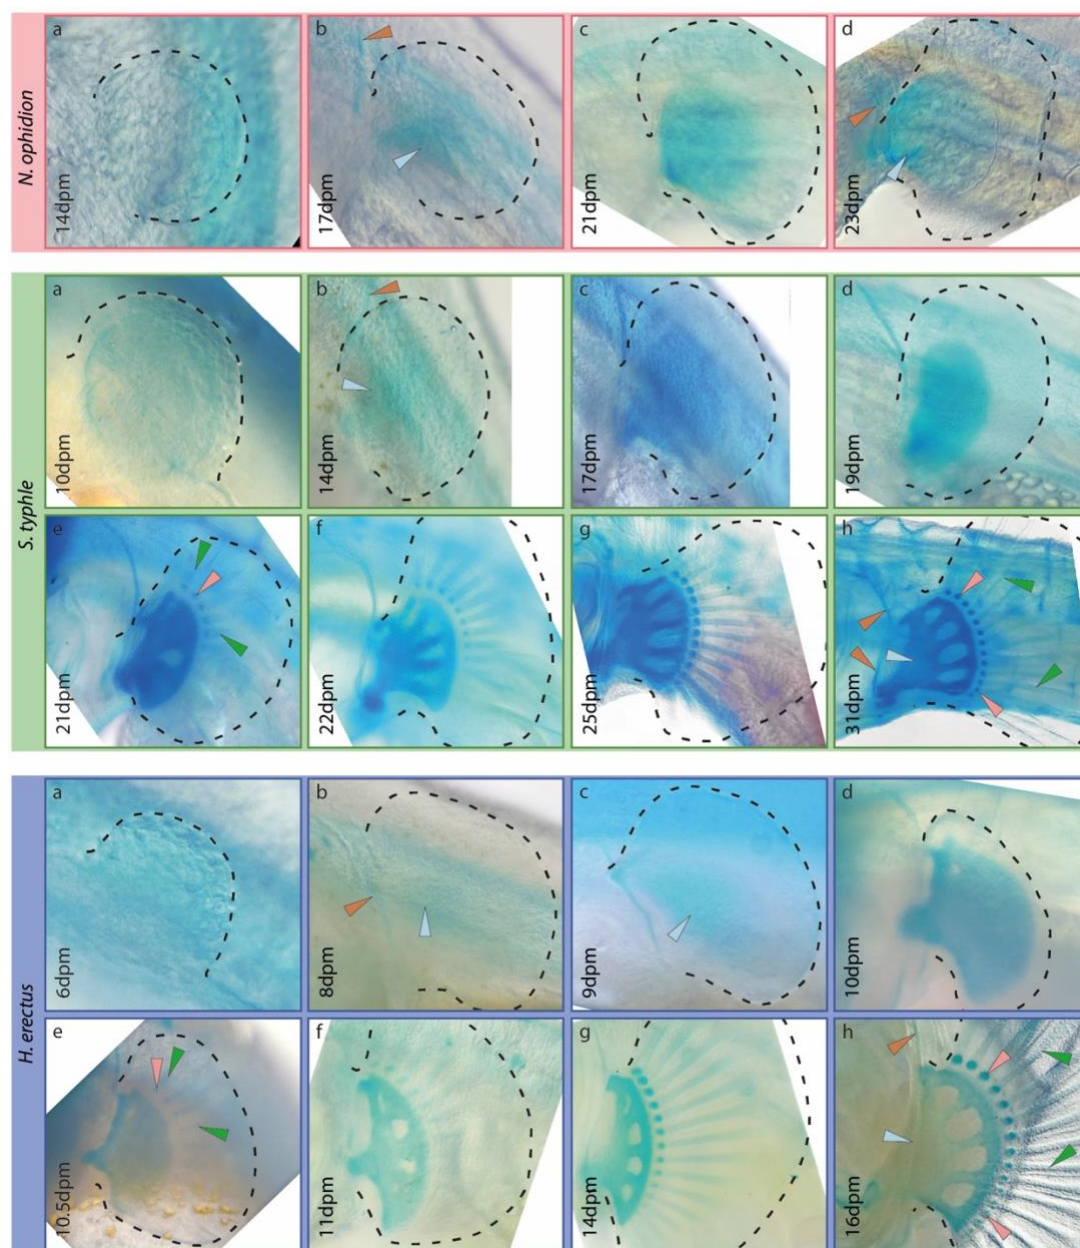 N. ophidion
a
14dpm
b
17dpm
c
21dpm
d
23dpm
S. typhle
a
10dpm
b
14dpm
c
17dpm
d
19dpm
e
21dpm
f
22dpm
g
25dpm
h
31dpm
H. erectus
a
6dpm
b
8dpm
c
9dpm
d
10dpm
e
10.5dpm
f
11dpm
g
14dpm
h
16dpm